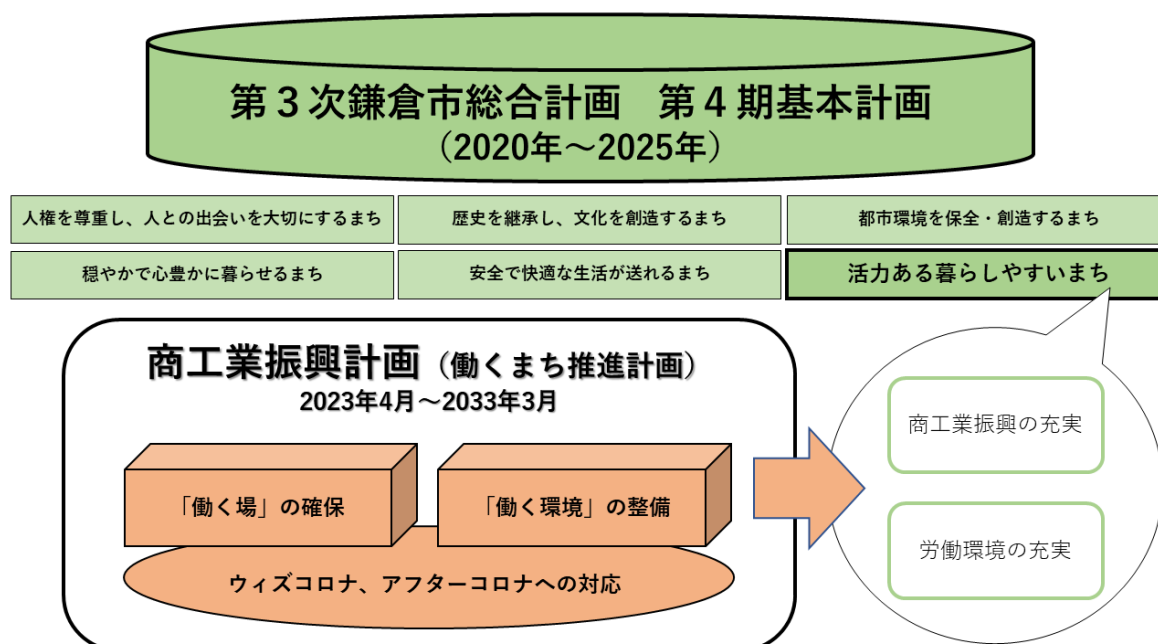 第３次鎌倉市総合計画　第４期基本計画
（2020年～2025年）
人権を尊重し、人との出会いを大切にするまち
歴史を継承し、文化を創造するまち
都市環境を保全・創造するまち
穏やかで心豊かに暮らせるまち
安全で快適な生活が送れるまち
活力ある暮らしやすいまち
商工業振興計画（働くまち推進計画）
2023年4月～2033年3月
「働く場」の確保
「働く環境」の整備
ウィズコロナ、アフターコロナへの対応
商工業振興の充実
労働環境の充実